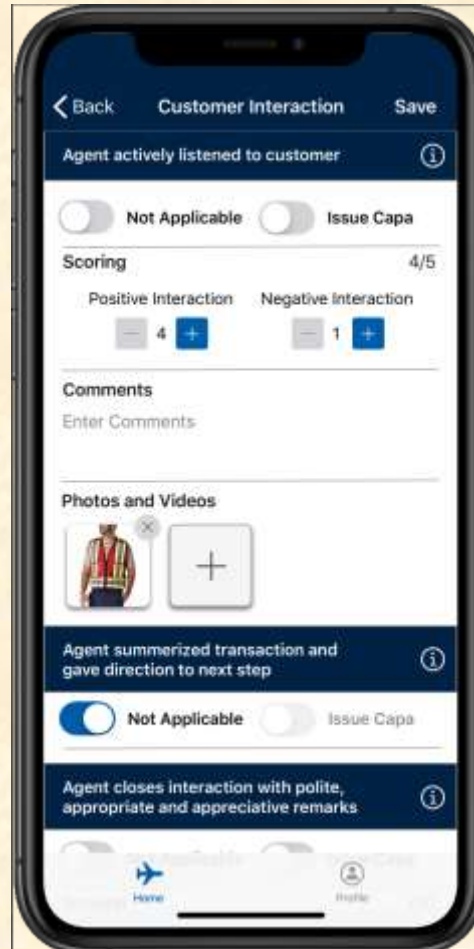 Back Customer Interaction Save
Agent actively listened to customer
Not Applicable Issue Capa
Scoring 4/5
Positive Interaction Negative Interaction
4 1
Comments
Enter Comments
Photos and Videos
Agent summerized transaction and
gave direction to next step
Not Applicable Issue Capa
Agent closes interaction with polite,
appropriate and appreciative remarks
Home Profile